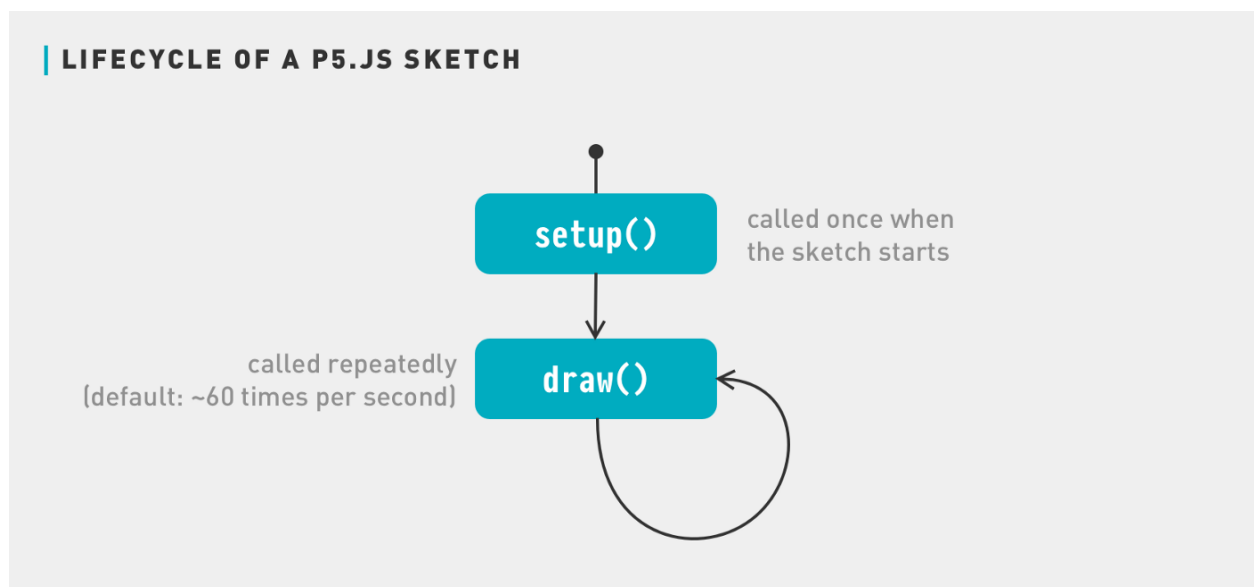 LIFECYCLE OF A P5.JS SKETCH
setup()
called once when
the sketch starts
called repeatedly
(default: ~60 times per second)
draw()